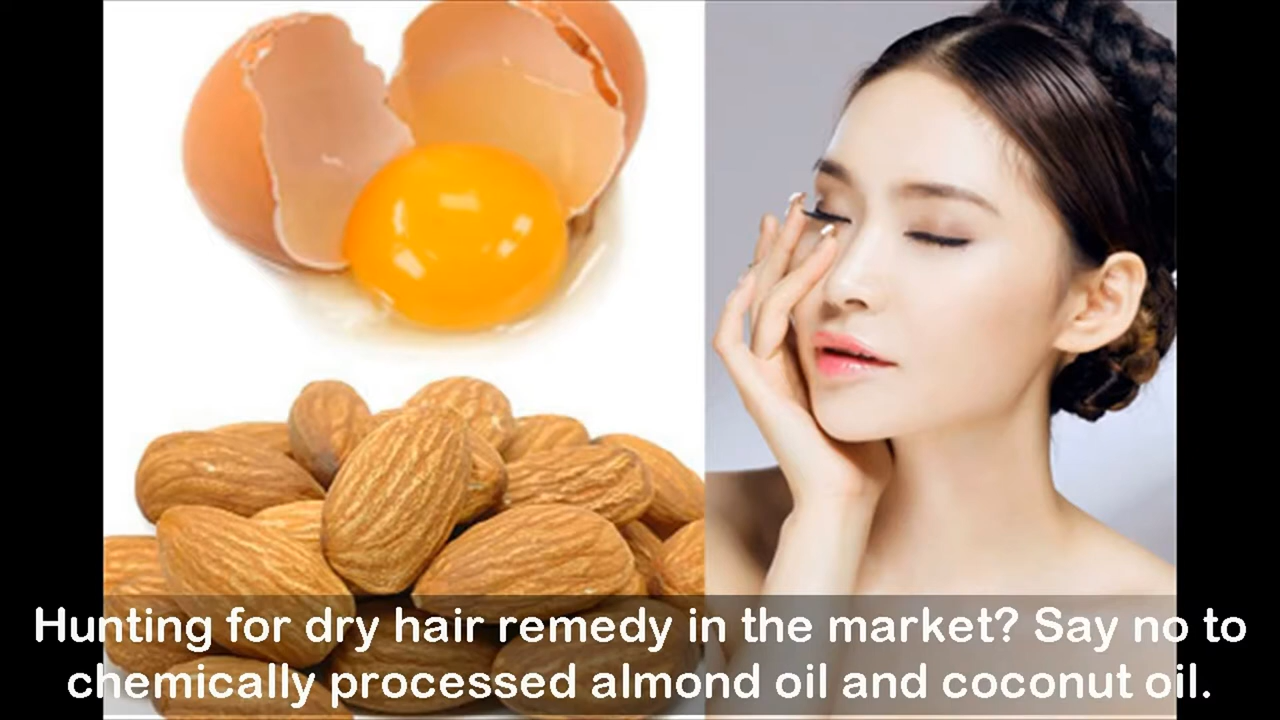 Hunting for dry hair remedy in the market? Say no to
chemically processed almond oil and coconut oil.